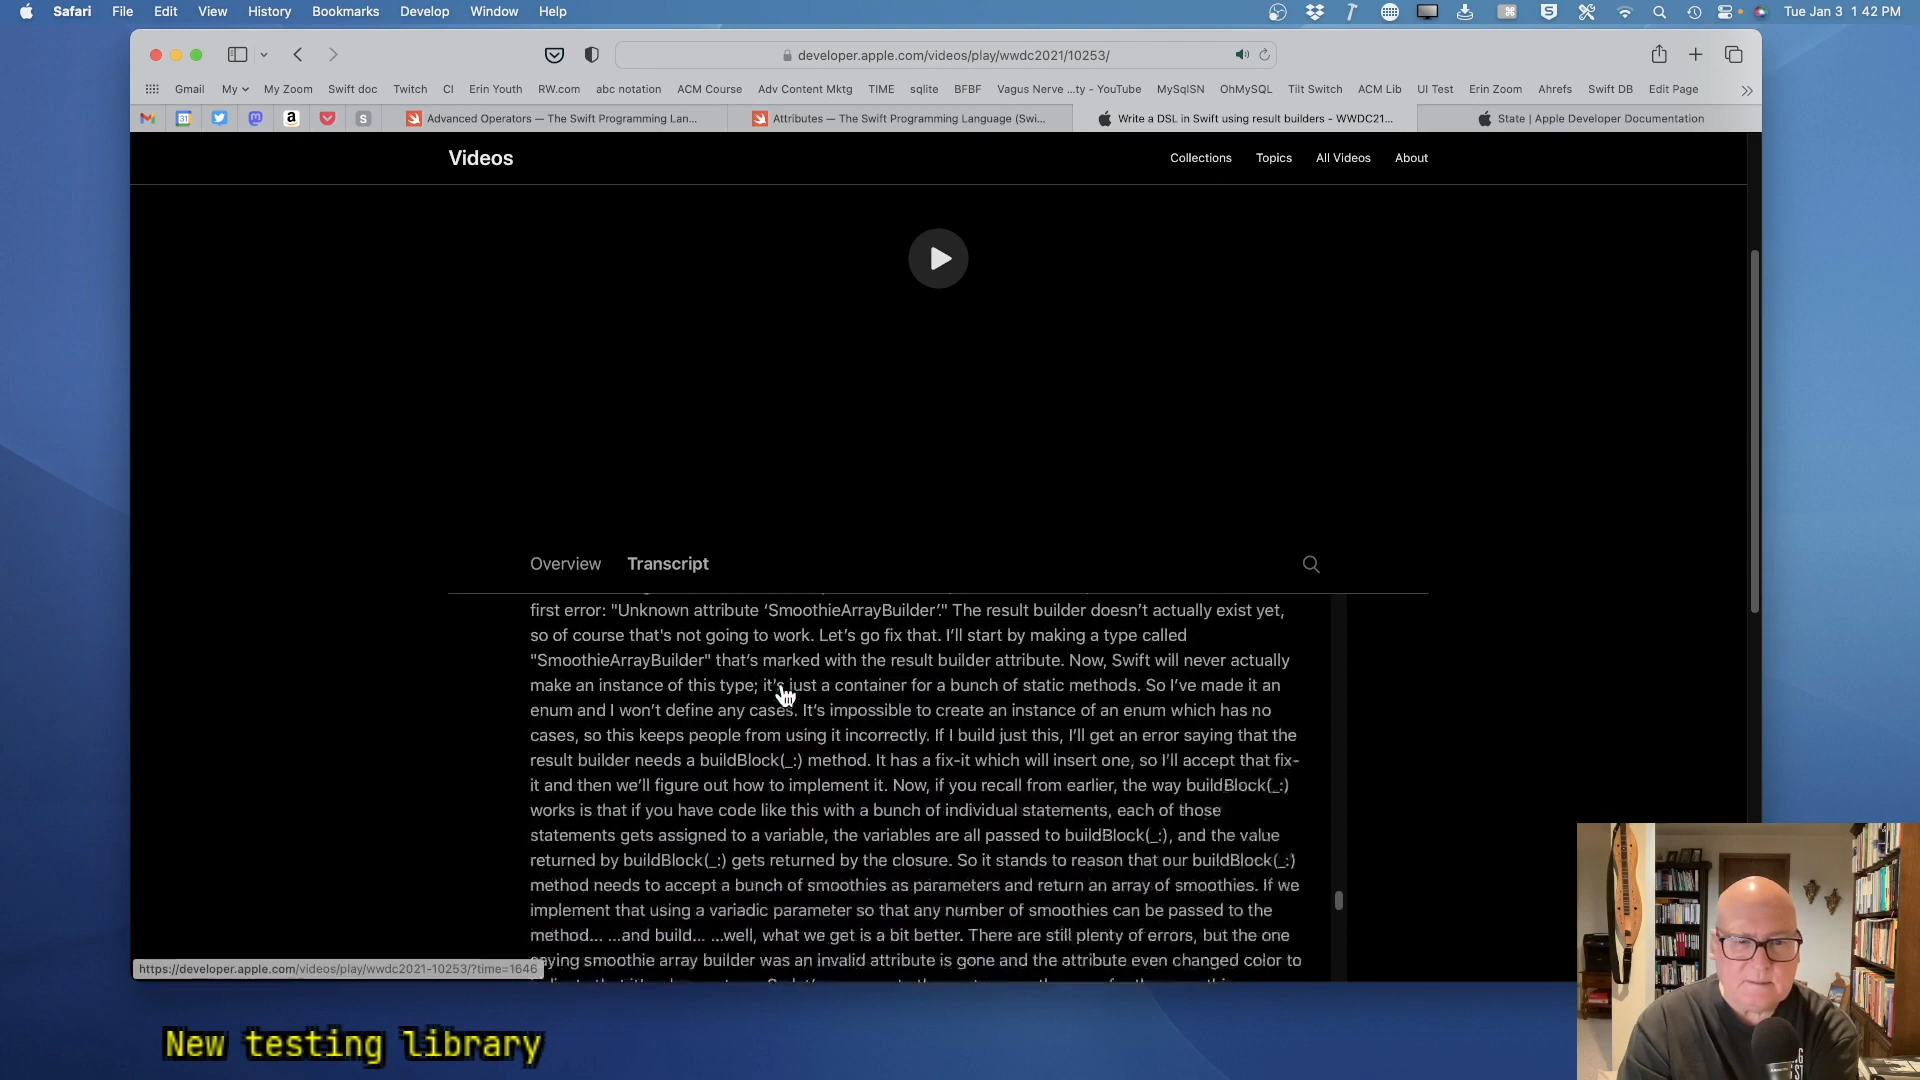 Safari File Edit View History Bookmarks Develop Window Help Tue Jan 3 1 42 PM
developer.apple.com/videos/play/wwdc2021/10253/
Gmail My My Zoom Swift doc Twitch CI Erin Youth RW.com abc notation ACM Course Adv Content Mktg TIME sqlite BFBF Vagus Nerve ...ty - YouTube MySqlSN OhMySQL Tilt Switch ACM Lib UI Test Erin Zoom Ahrefs Swift DB Edit Page
31 a S Advanced Operators — The Swift Programming Lan... Attributes — The Swift Programming Language (Swi... Write a DSL in Swift using result builders - WWDC21... State | Apple Developer Documentation
Videos Collections Topics All Videos About
Overview Transcript
first error: "Unknown attribute ‘SmoothieArrayBuilder’." The result builder doesn’t actually exist yet,
so of course that's not going to work. Let’s go fix that. I’ll start by making a type called
"SmoothieArrayBuilder" that’s marked with the result builder attribute. Now, Swift will never actually
make an instance of this type; it’s just a container for a bunch of static methods. So I’ve made it an
enum and I won’t define any cases. It’s impossible to create an instance of an enum which has no
cases, so this keeps people from using it incorrectly. If I build just this, I’ll get an error saying that the
result builder needs a buildBlock(_:) method. It has a fix-it which will insert one, so I’ll accept that fix-
it and then we’ll figure out how to implement it. Now, if you recall from earlier, the way buildBlock(_:)
works is that if you have code like this with a bunch of individual statements, each of those
statements gets assigned to a variable, the variables are all passed to buildBlock(_:), and the value
returned by buildBlock(_:) gets returned by the closure. So it stands to reason that our buildBlock(_:)
method needs to accept a bunch of smoothies as parameters and return an array of smoothies. If we
implement that using a variadic parameter so that any number of smoothies can be passed to the
method... ...and build... ...well, what we get is a bit better. There are still plenty of errors, but the one
saying smoothie array builder was an invalid attribute is gone and the attribute even changed color to
https://developer.apple.com/videos/play/wwdc2021-10253/?time=1646
New testing library